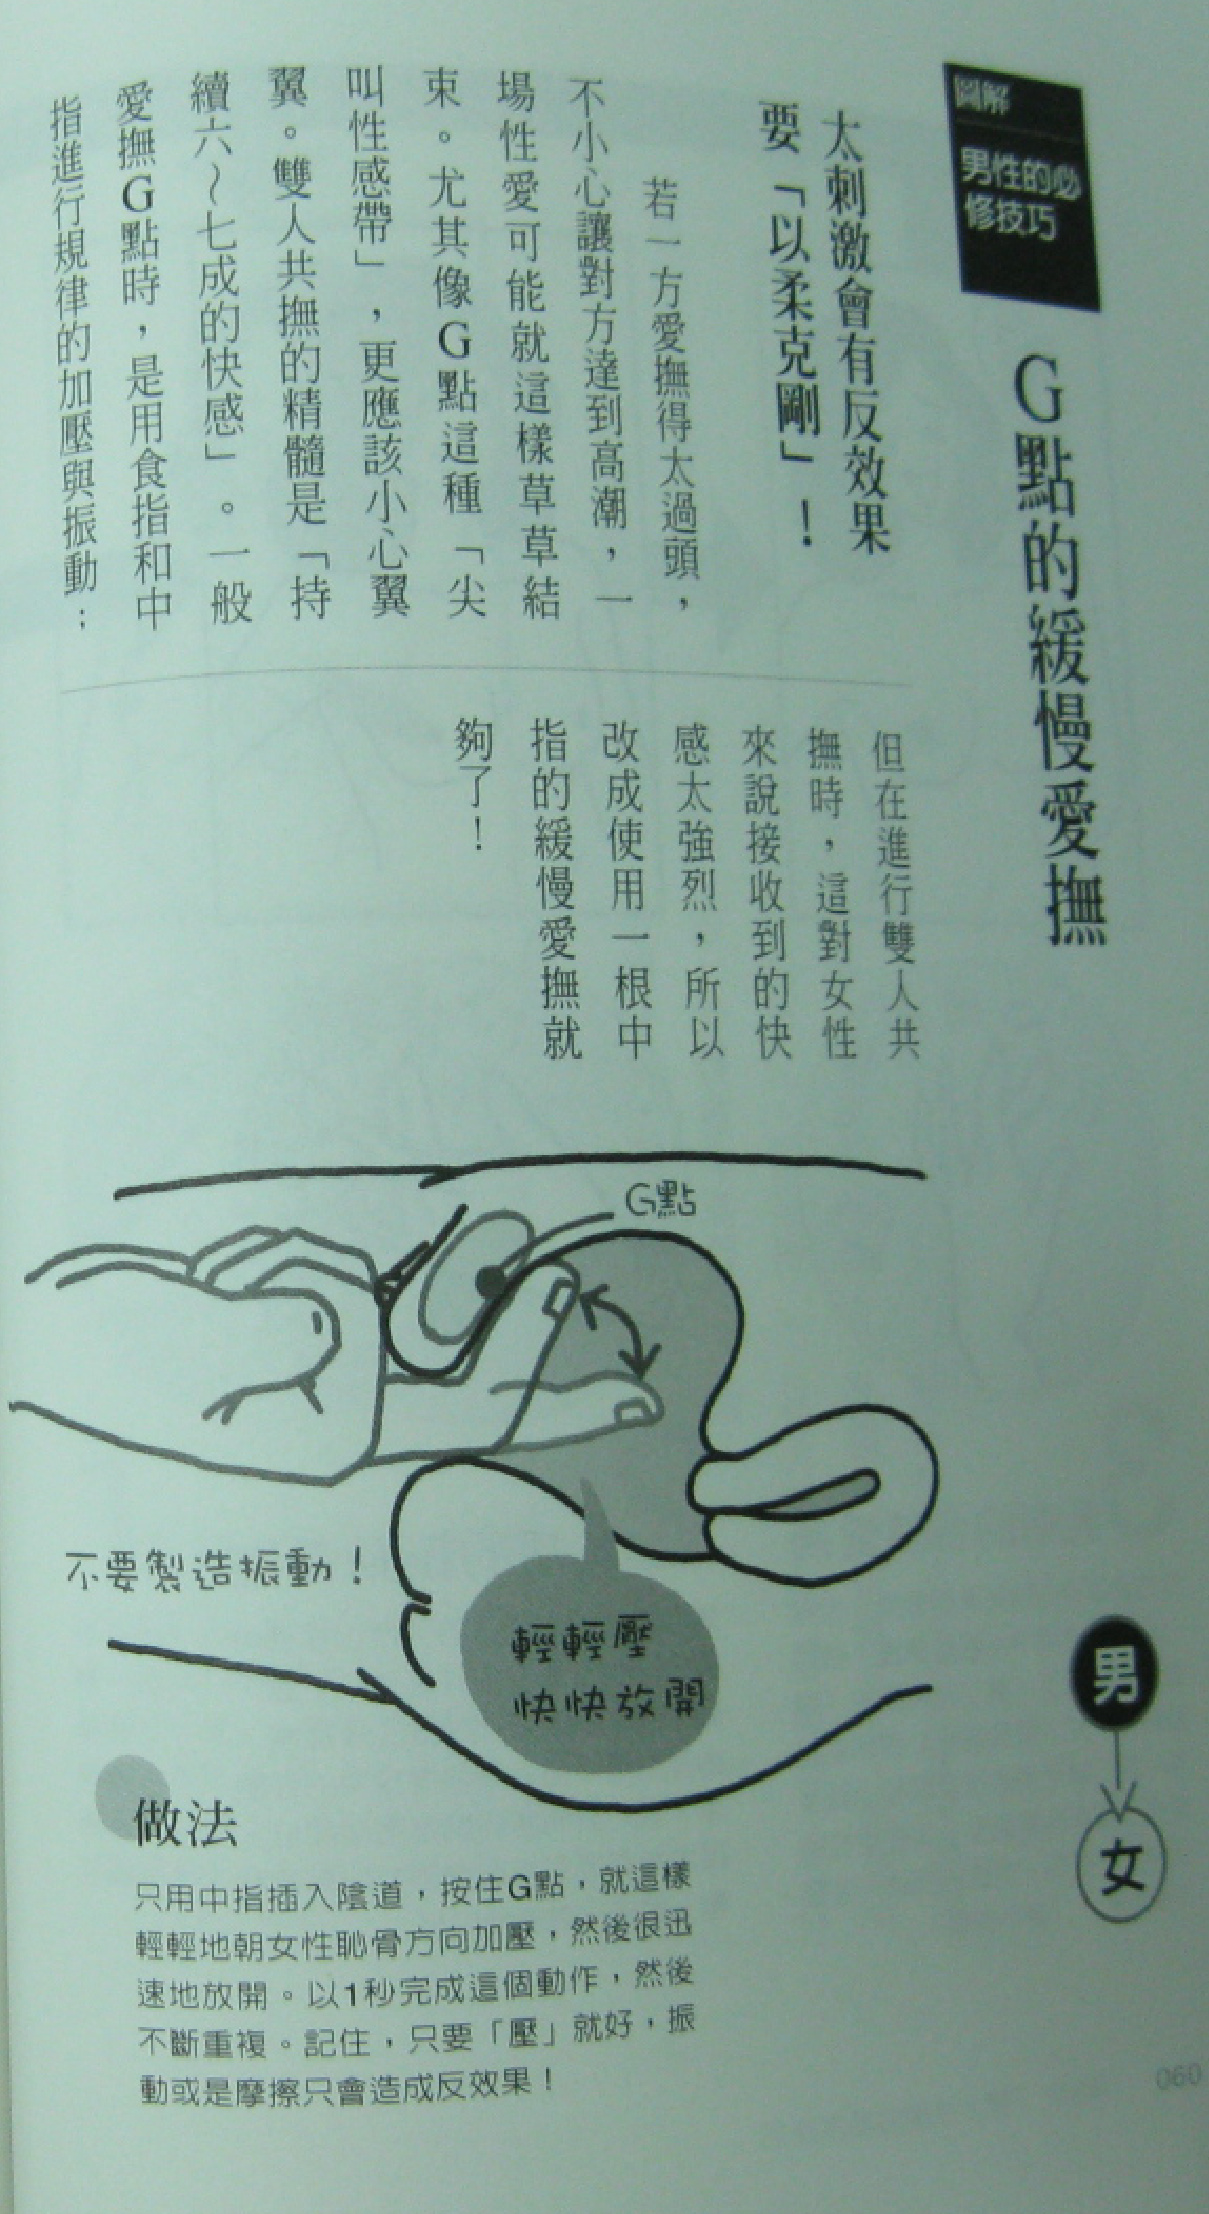 圖解
男性的必
修技巧
G點的緩慢愛撫
太刺激會有反效果
要「以柔克剛」！
若一方愛撫得太過頭，
不小心讓對方達到高潮，一
場性愛可能就這樣草草結
束。尤其像G點這種「尖
叫性感帶」，更應該小心翼
翼。雙人共撫的精髓是「持
續六～七成的快感」。一般
愛撫G點時，是用食指和中
指進行規律的加壓與振動；
但在進行雙人共
撫時，這對女性
來說接收到的快
感太強烈，所以
改成使用一根中
指的緩慢愛撫就
夠了！
G點
不要製造振動！
輕輕壓
快快放開
男
女
做法
只用中指插入陰道，按住G點，就這樣
輕輕地朝女性恥骨方向加壓，然後很迅
速地放開。以1秒完成這個動作，然後
不斷重複。記住，只要「壓」就好，振
動或是摩擦只會造成反效果！
060